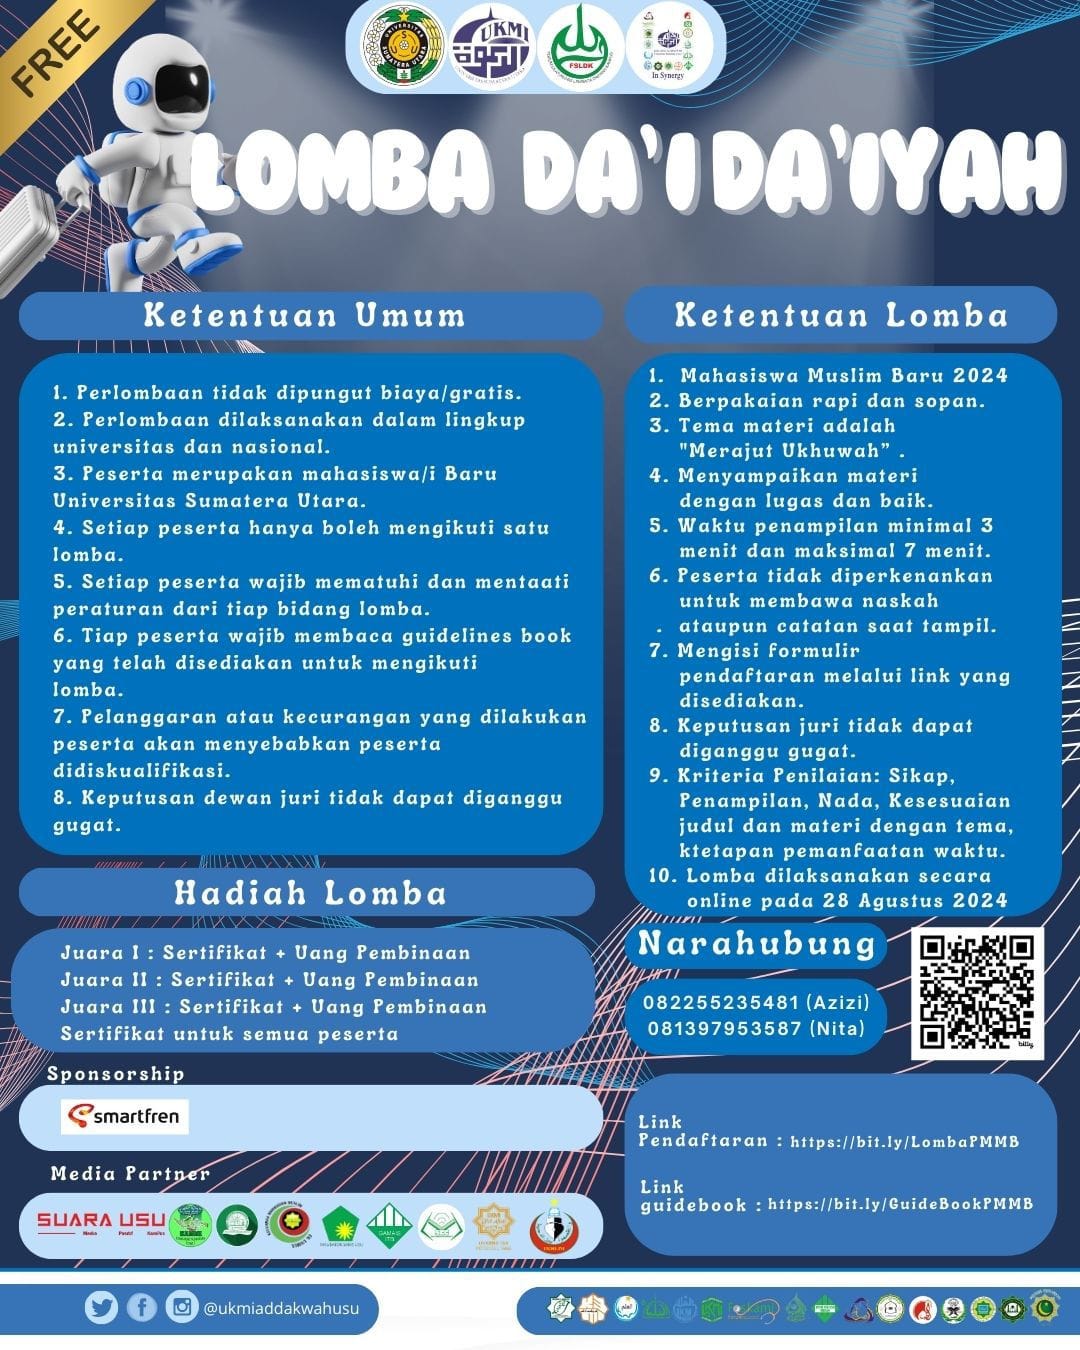 FREE
UNIVERSITAS SUMATERA UTARA
UKMI
FSLDK
In Synergy
LOMBA DA'I DA'IYAH
Ketentuan Umum
1. Perlombaan tidak dipungut biaya/gratis.
2. Perlombaan dilaksanakan dalam lingkup
universitas dan nasional.
3. Peserta merupakan mahasiswa/i Baru
Universitas Sumatera Utara.
4. Setiap peserta hanya boleh mengikuti satu
lomba.
5. Setiap peserta wajib mematuhi dan mentaati
peraturan dari tiap bidang lomba.
6. Tiap peserta wajib membaca guidelines book
yang telah disediakan untuk mengikuti
lomba.
7. Pelanggaran atau kecurangan yang dilakukan
peserta akan menyebabkan peserta
didiskualifikasi.
8. Keputusan dewan juri tidak dapat diganggu
gugat.
Ketentuan Lomba
1. Mahasiswa Muslim Baru 2024
2. Berpakaian rapi dan sopan.
3. Tema materi adalah
"Merajut Ukhuwah” .
4. Menyampaikan materi
dengan lugas dan baik.
5. Waktu penampilan minimal 3
menit dan maksimal 7 menit.
6. Peserta tidak diperkenankan
untuk membawa naskah
. ataupun catatan saat tampil.
7. Mengisi formulir
pendaftaran melalui link yang
disediakan.
8. Keputusan juri tidak dapat
diganggu gugat.
9. Kriteria Penilaian: Sikap,
Penampilan, Nada, Kesesuaian
judul dan materi dengan tema,
ktetapan pemanfaatan waktu.
10. Lomba dilaksanakan secara
online pada 28 Agustus 2024
Hadiah Lomba
Juara I : Sertifikat + Uang Pembinaan
Juara II : Sertifikat + Uang Pembinaan
Juara III : Sertifikat + Uang Pembinaan
Sertifikat untuk semua peserta
Narahubung
082255235481 (Azizi)
081397953587 (Nita)
bitly
Sponsorship
smartfren
Link
Pendaftaran : https://bit.ly/LombaPMMB
Link
guidebook : https://bit.ly/GuideBookPMMB
Media Partner
SUARA USU
Media Positif Kampus
@ukmiaddakwahusu